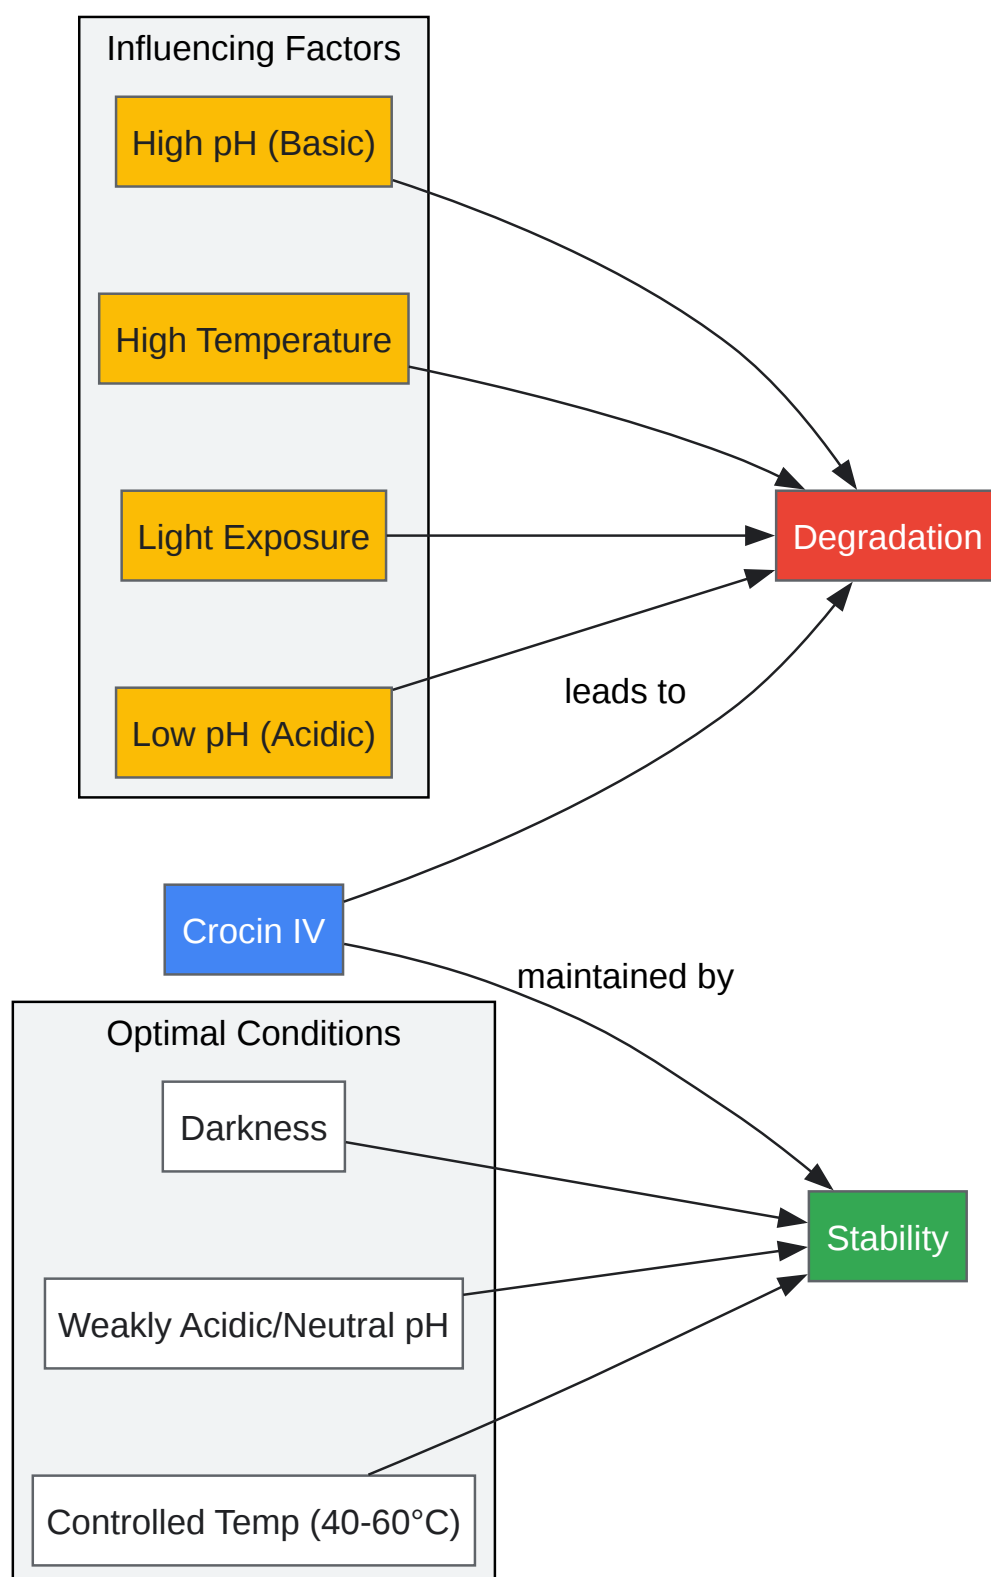 Influencing Factors
High pH (Basic)
High Temperature
Light Exposure
Degradation
leads to
Low pH (Acidic)
Crocin IV
maintained by
Optimal Conditions
Darkness
Stability
Weakly Acidic/Neutral pH
Controlled Temp (40-60°C)